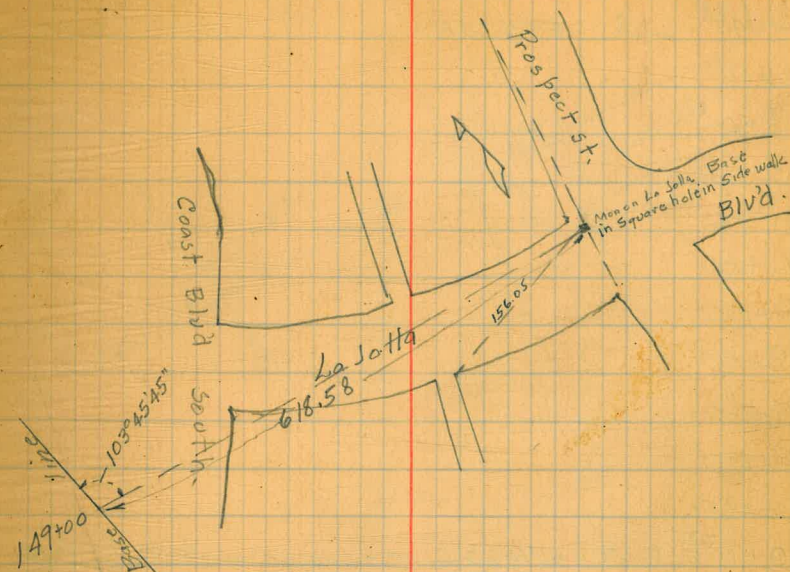 Prospect st.
Mon on La Jolla Base
in Square hole in Side walk
Blv'd.
Coast Blv'd South.
156.05
La Jolla
618.58
103°45'45"
Base line
149+00